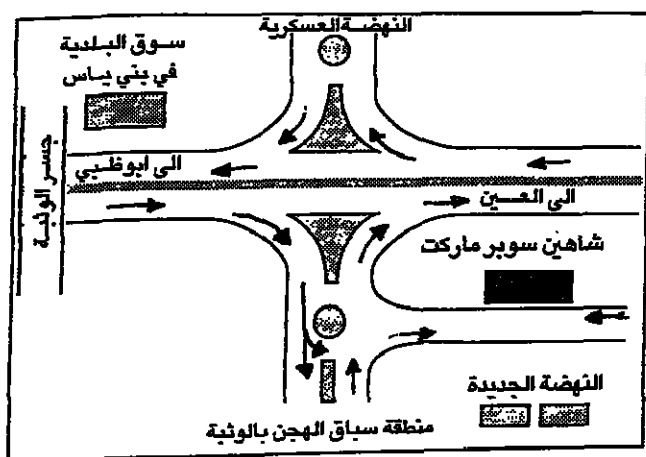 النهضة العسكرية
سوق البلدية
في بني ياس
جسر الوثبة
الى ابوظبي
الى العين
شاهين سوبر ماركت
النهضة الجديدة
منطقة سباق الهجن بالوثبة